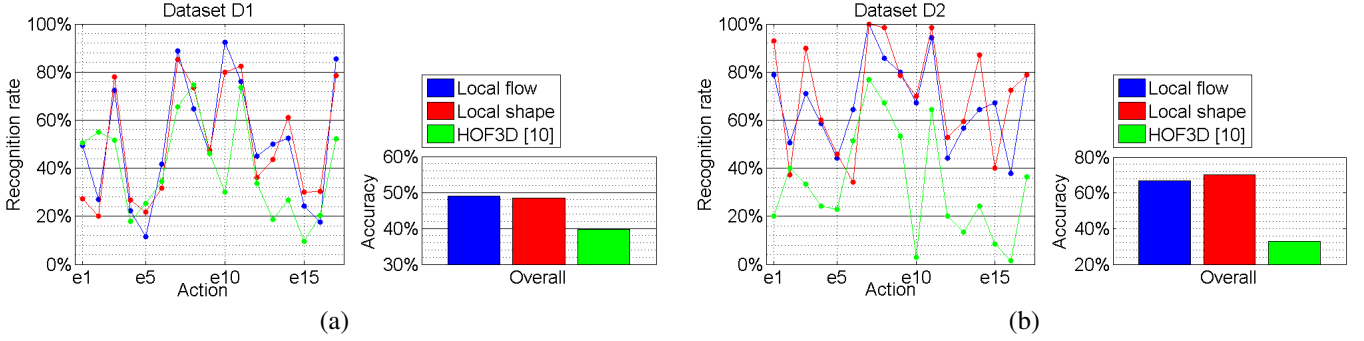 Dataset D1
Recognition rate
100%
80%
60%
40%
20%
0%
e1
e5
e10
e15
Action
Local flow
Local shape
HOF3D [10]
Accuracy
60%
50%
40%
30%
Overall
(a)
Dataset D2
Recognition rate
100%
80%
60%
40%
20%
0%
e1
e5
e10
e15
Action
Local flow
Local shape
HOF3D [10]
Accuracy
80%
60%
40%
20%
Overall
(b)